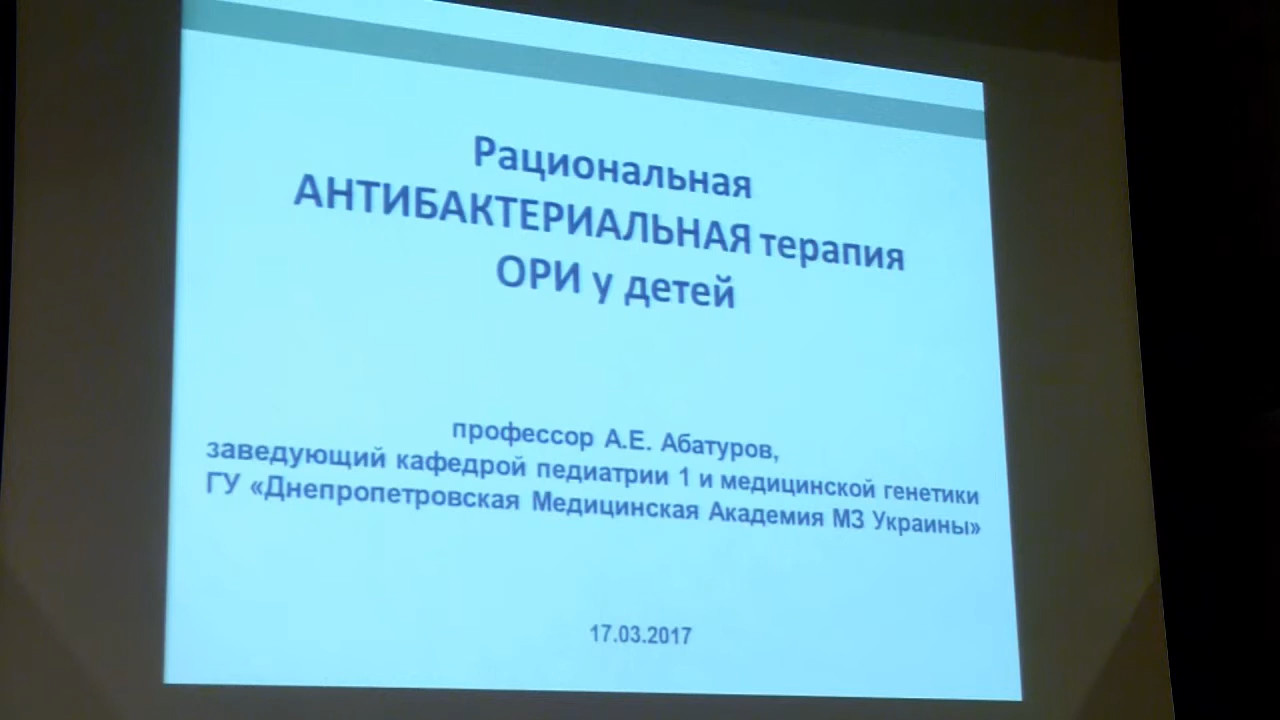 Рациональная
АНТИБАКТЕРИАЛЬНАЯ терапия
ОРИ у детей
профессор А.Е. Абатуров,
заведующий кафедрой педиатрии 1 и медицинской генетики
ГУ «Днепропетровская Медицинская Академия МЗ Украины»
17.03.2017